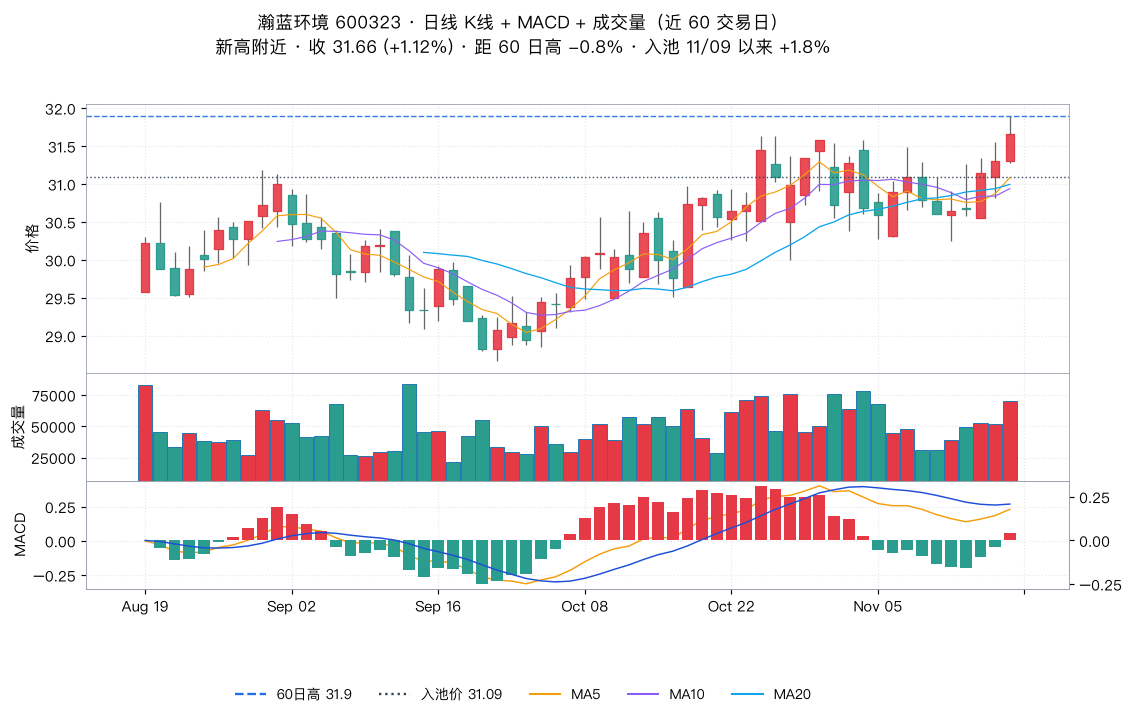 瀚蓝环境 600323 · 日线 K线 + MACD + 成交量（近 60 交易日）
新高附近 · 收 31.66 (+1.12%) · 距 60 日高 −0.8% · 入池 11/09 以来 +1.8%
32.0
31.5
31.0
30.5
30.0
29.5
29.0
价格
75000
50000
25000
成交量
0.25
0.00
−0.25
MACD
0.25
0.00
−0.25
Aug 19 Sep 02 Sep 16 Oct 08 Oct 22 Nov 05
60日高 31.9 入池价 31.09 MA5 MA10 MA20